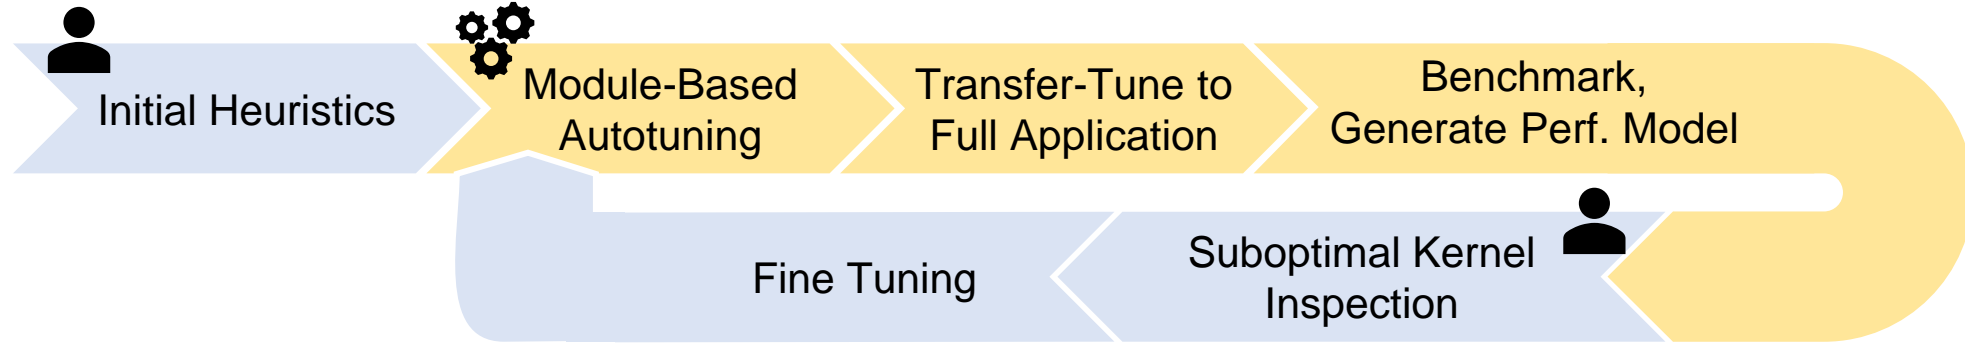 Initial Heuristics
Module-Based
Autotuning
Transfer-Tune to
Full Application
Benchmark,
Generate Perf. Model
Suboptimal Kernel
Inspection
Fine Tuning